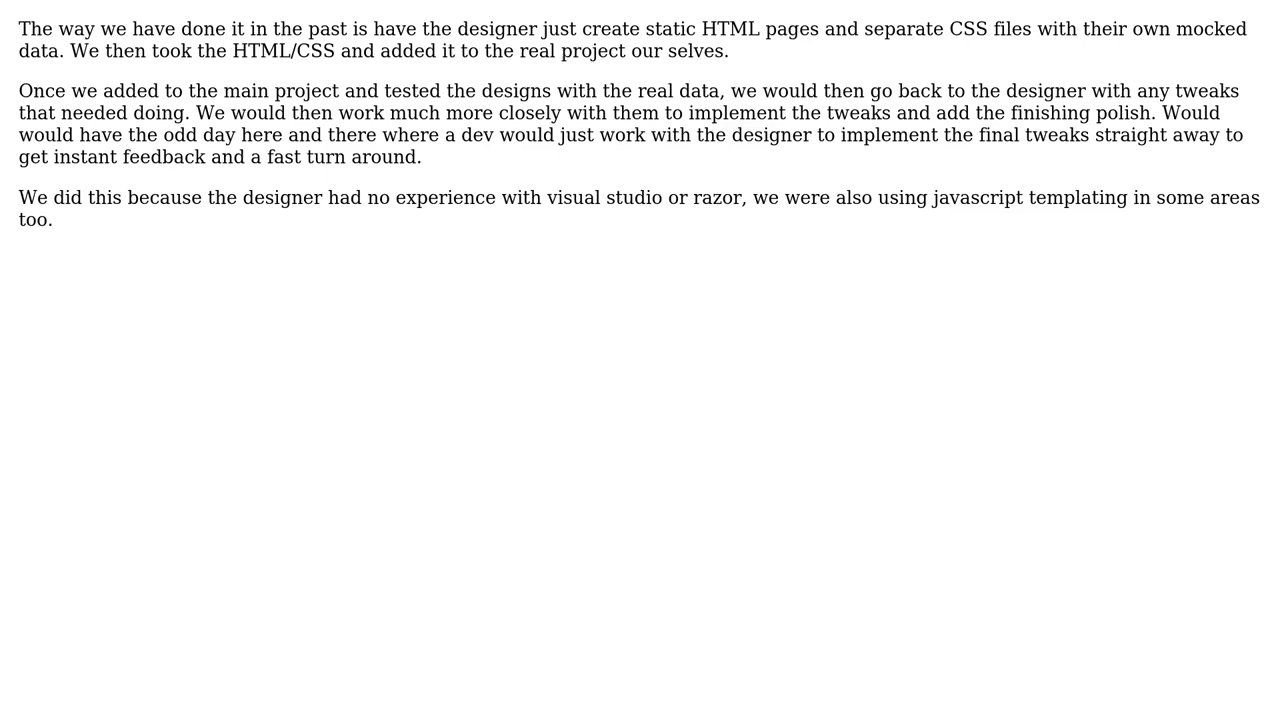 The way we have done it in the past is have the designer just create static HTML pages and separate CSS files with their own mocked
data. We then took the HTML/CSS and added it to the real project our selves.
Once we added to the main project and tested the designs with the real data, we would then go back to the designer with any tweaks
that needed doing. We would then work much more closely with them to implement the tweaks and add the finishing polish. Would
would have the odd day here and there where a dev would just work with the designer to implement the final tweaks straight away to
get instant feedback and a fast turn around.
We did this because the designer had no experience with visual studio or razor, we were also using javascript templating in some areas
too.